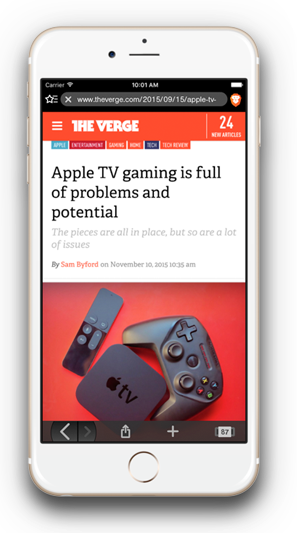 Carrier 10:01 AM
www.theverge.com/2015/09/15/apple-tv-
THE VERGE 24
NEW ARTICLES
APPLE ENTERTAINMENT GAMING HOME TECH TECH REVIEW
Apple TV gaming is full
of problems and
potential
The pieces are all in place, but so are a lot
of issues
By Sam Byford on November 10, 2015 10:35 am
tv
87